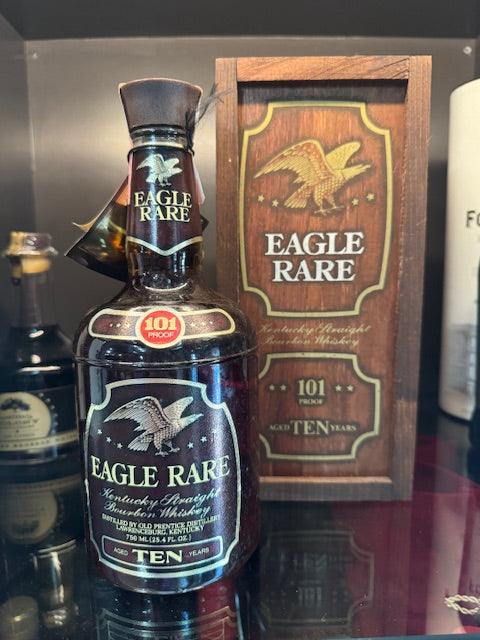 EAGLE
RARE
101
PROOF
EAGLE RARE
Kentucky Straight
Bourbon Whiskey
DISTILLED BY OLD PRENTICE DISTILLERY
LAWRENCEBURG, KENTUCKY
750 ML (25.4 FL. OZ.)
AGED TEN YEARS
EAGLE
RARE
Kentucky Straight
Bourbon Whiskey
101
PROOF
AGED TEN YEARS